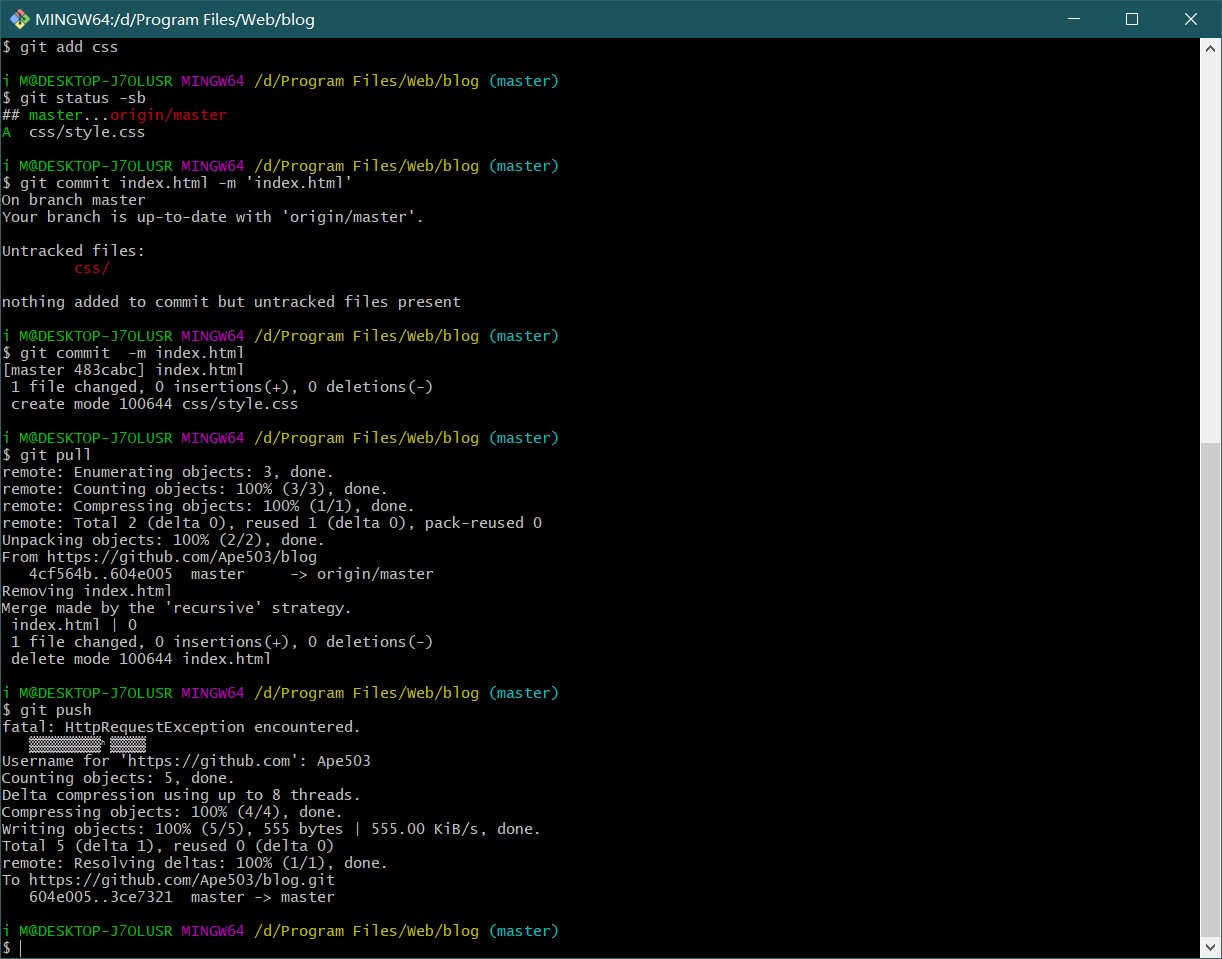 MINGW64:/d/Program Files/Web/blog
$ git add css
i M@DESKTOP-J7OLUSR MINGW64 /d/Program Files/Web/blog (master)
$ git status -sb
## master...origin/master
A  css/style.css
i M@DESKTOP-J7OLUSR MINGW64 /d/Program Files/Web/blog (master)
$ git commit index.html -m 'index.html'
On branch master
Your branch is up-to-date with 'origin/master'.
Untracked files:
        css/
nothing added to commit but untracked files present
i M@DESKTOP-J7OLUSR MINGW64 /d/Program Files/Web/blog (master)
$ git commit  -m index.html
[master 483cabc] index.html
 1 file changed, 0 insertions(+), 0 deletions(-)
 create mode 100644 css/style.css
i M@DESKTOP-J7OLUSR MINGW64 /d/Program Files/Web/blog (master)
$ git pull
remote: Enumerating objects: 3, done.
remote: Counting objects: 100% (3/3), done.
remote: Compressing objects: 100% (1/1), done.
remote: Total 2 (delta 0), reused 1 (delta 0), pack-reused 0
Unpacking objects: 100% (2/2), done.
From https://github.com/Ape503/blog
   4cf564b..604e005  master     -> origin/master
Removing index.html
Merge made by the 'recursive' strategy.
 index.html | 0
 1 file changed, 0 insertions(+), 0 deletions(-)
 delete mode 100644 index.html
i M@DESKTOP-J7OLUSR MINGW64 /d/Program Files/Web/blog (master)
$ git push
fatal: HttpRequestException encountered.
Username for 'https://github.com': Ape503
Counting objects: 5, done.
Delta compression using up to 8 threads.
Compressing objects: 100% (4/4), done.
Writing objects: 100% (5/5), 555 bytes | 555.00 KiB/s, done.
Total 5 (delta 1), reused 0 (delta 0)
remote: Resolving deltas: 100% (1/1), done.
To https://github.com/Ape503/blog.git
   604e005..3ce7321  master -> master
i M@DESKTOP-J7OLUSR MINGW64 /d/Program Files/Web/blog (master)
$